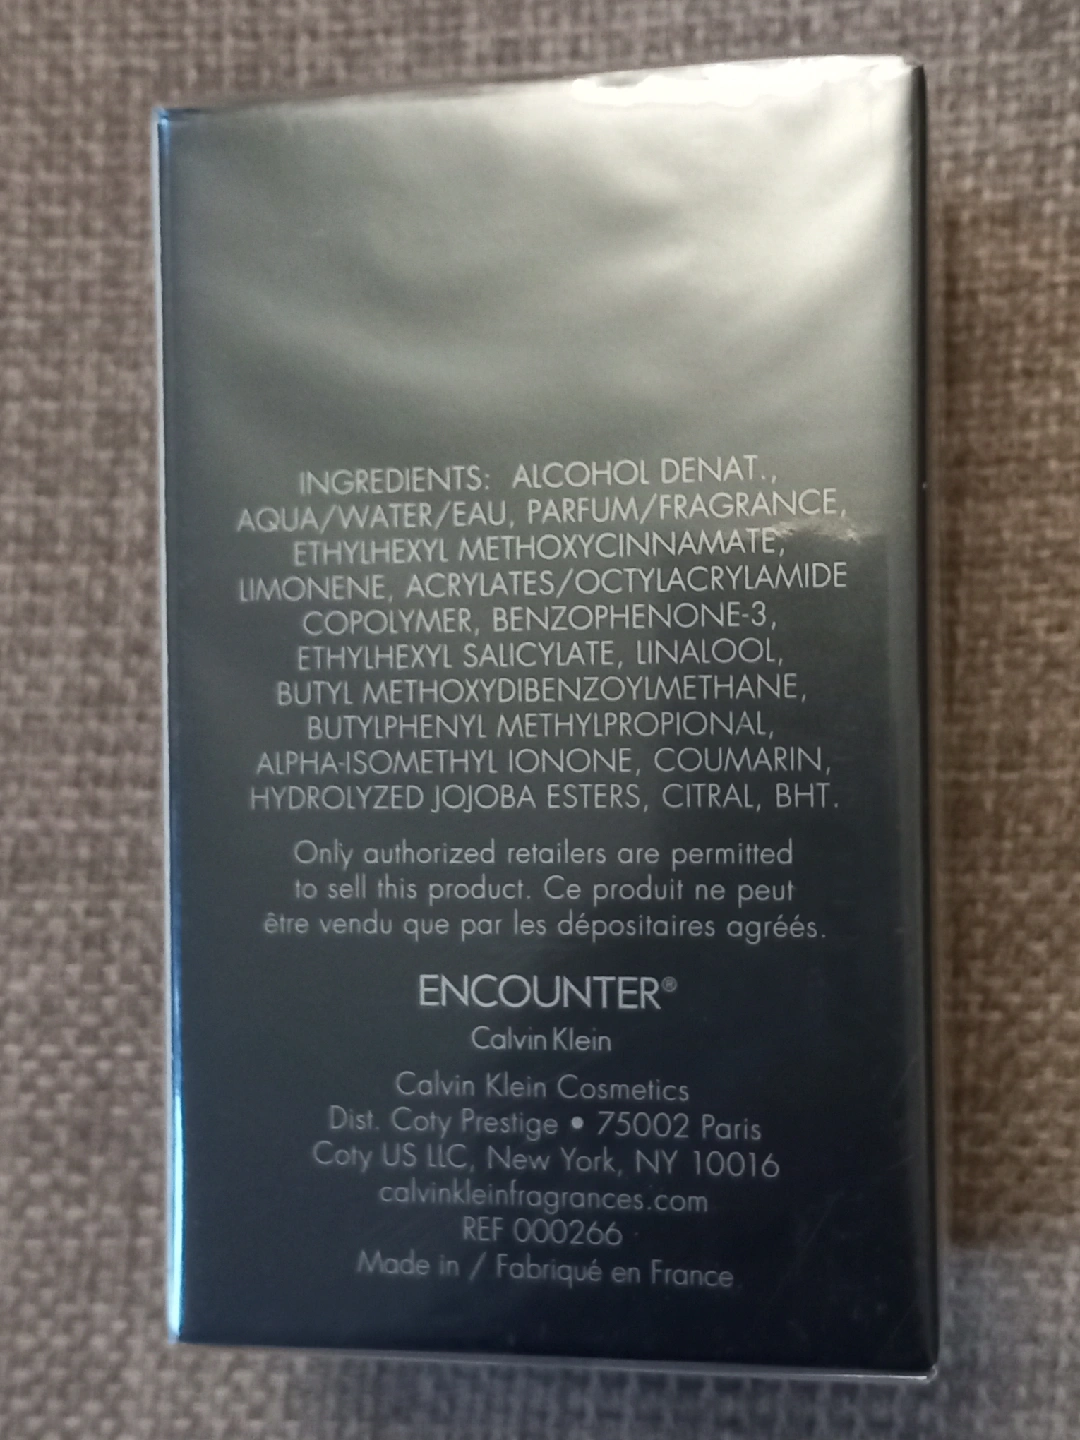 INGREDIENTS: ALCOHOL DENAT.,
AQUA/WATER/EAU, PARFUM/FRAGRANCE,
ETHYLHEXYL METHOXYCINNAMATE,
LIMONENE, ACRYLATES/OCTYLACRYLAMIDE
COPOLYMER, BENZOPHENONE-3,
ETHYLHEXYL SALICYLATE, LINALOOL,
BUTYL METHOXYDIBENZOYLMETHANE,
BUTYLPHENYL METHYLPROPIONAL,
ALPHA-ISOMETHYL IONONE, COUMARIN,
HYDROLYZED JOJOBA ESTERS, CITRAL, BHT.
Only authorized retailers are permitted
to sell this product. Ce produit ne peut
être vendu que par les dépositaires agréés.
ENCOUNTER®
Calvin Klein
Calvin Klein Cosmetics
Dist. Coty Prestige • 75002 Paris
Coty US LLC, New York, NY 10016
calvinkleinfragrances.com
REF 000266
Made in / Fabriqué en France